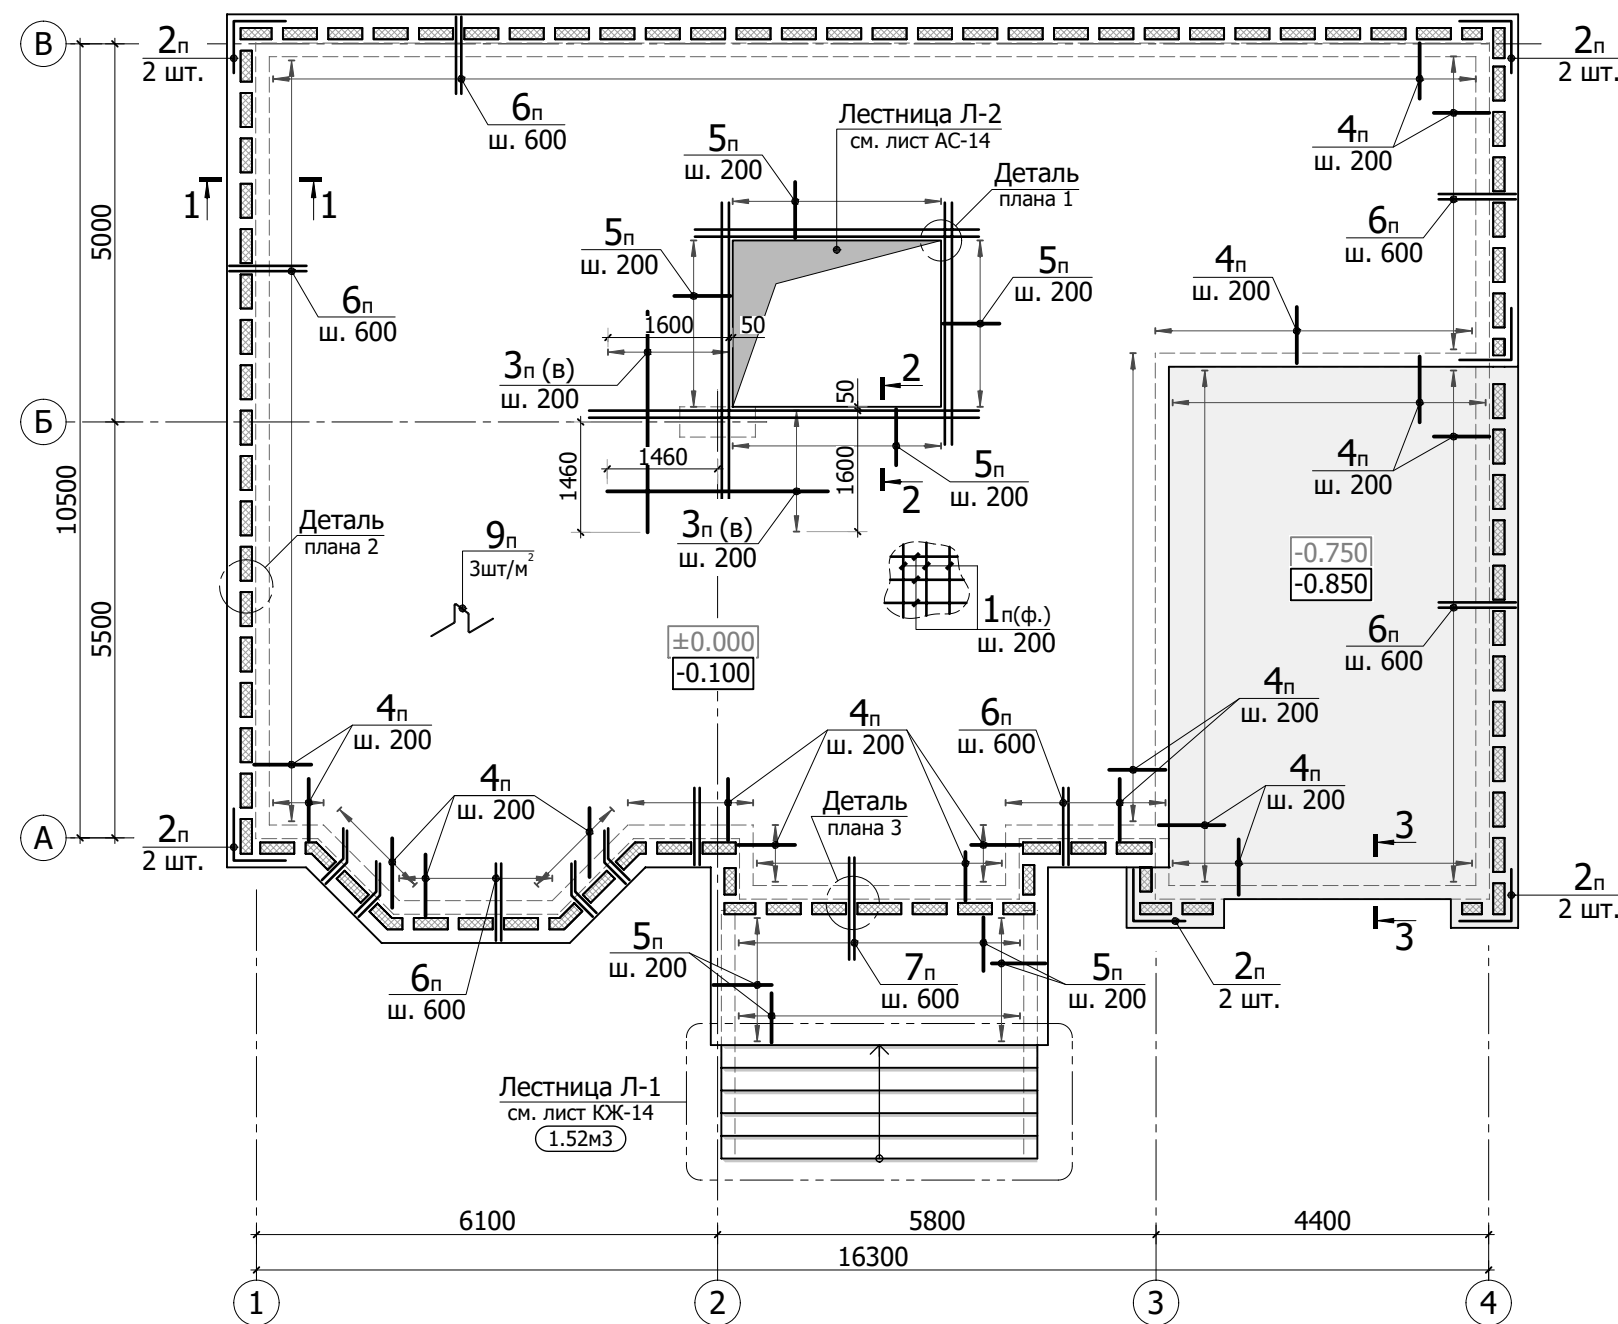 В
2п
2 шт.
2п
2 шт.
6п
ш. 600
Лестница Л-2
см. лист АС-14
4п
ш. 200
5п
ш. 200
Деталь
плана 1
1
1
5000
5п
ш. 200
5п
ш. 200
6п
ш. 600
4п
ш. 200
6п
ш. 600
1600
50
3п (в)
ш. 200
2
50
Б
1460
1460
1600
5п
ш. 200
2
4п
ш. 200
10500
Деталь
плана 2
9п
3шт/м²
3п (в)
ш. 200
-0.750
-0.850
5500
1п(ф.)
ш. 200
±0.000
-0.100
6п
ш. 600
4п
ш. 200
4п
ш. 200
6п
ш. 600
4п
ш. 200
4п
ш. 200
Деталь
плана 3
4п
ш. 200
А
2п
2 шт.
3
2п
2 шт.
3
6п
ш. 600
5п
ш. 200
7п
ш. 600
5п
ш. 200
2п
2 шт.
Лестница Л-1
см. лист КЖ-14
1.52м3
6100
5800
4400
16300
1
2
3
4